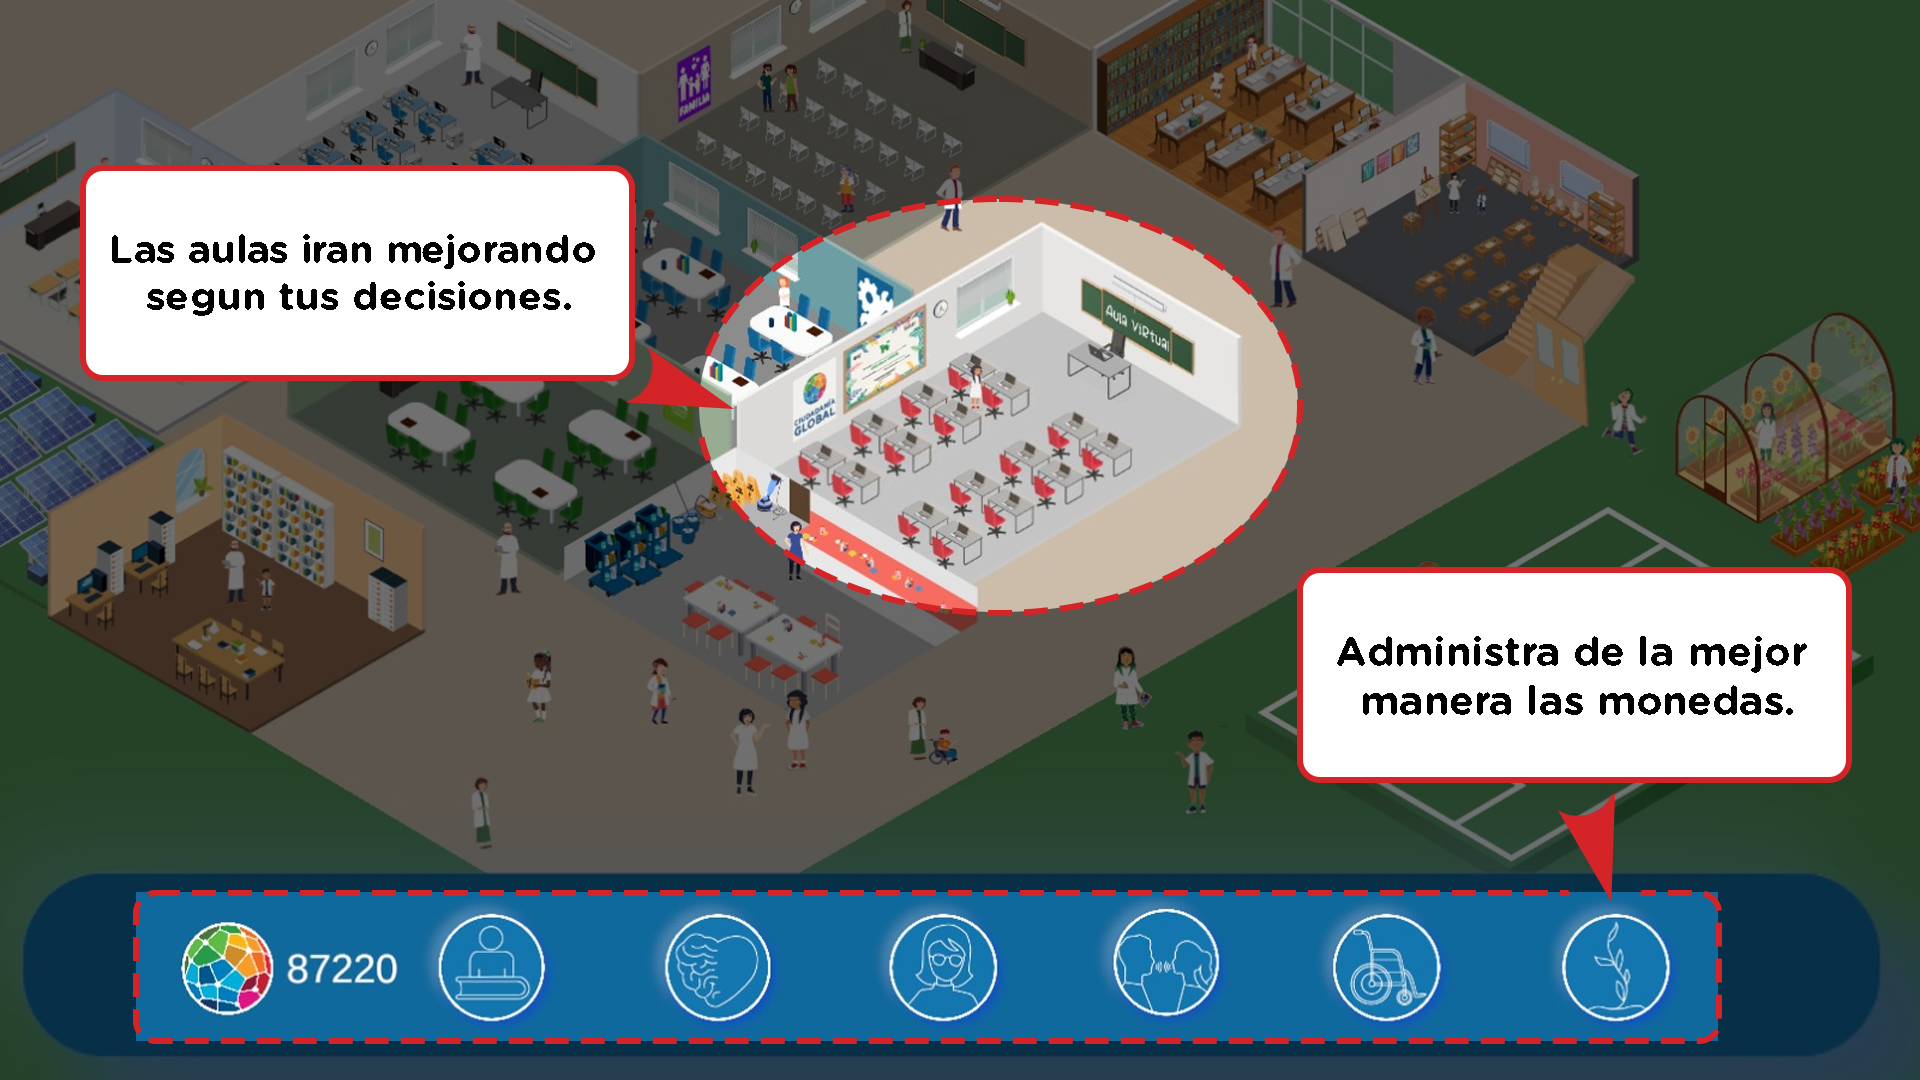 FAMILIA
Las aulas iran mejorando
segun tus decisiones.
Aula Virtual
CIUDADANÍA
GLOBAL
Administra de la mejor
manera las monedas.
87220